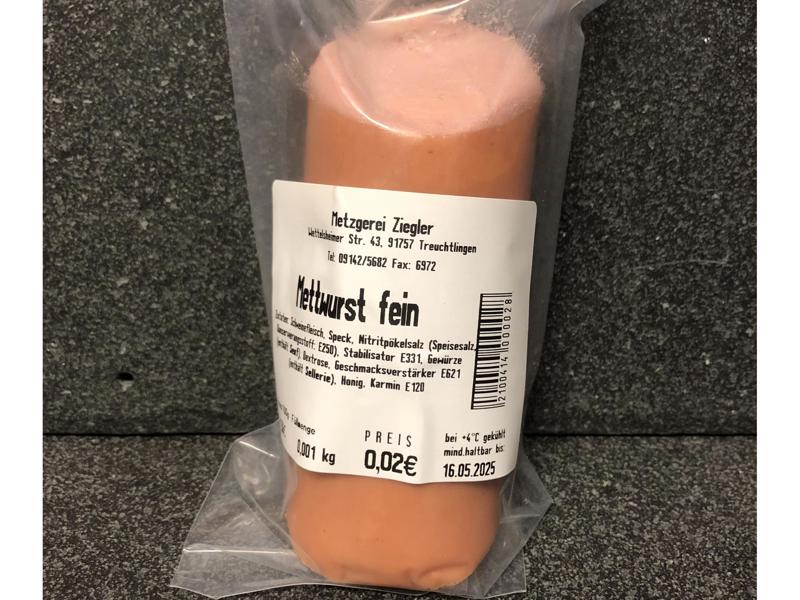 Metzgerei Ziegler
Wettelsheimer Str. 43, 91757 Treuchtlingen
Tel: 09142/5682 Fax: 6972
Mettwurst fein
Schweinefleisch, Speck, Nitritpökelsalz (Speisesalz,
Konservierungsstoff: E250), Stabilisator E331, Gewürze
(enthält Senf), Dextrose, Geschmacksverstärker E621
(enthält Sellerie), Honig, Karmin E120
2100414000028
Füllmenge
0,001 kg
PREIS
0,02€
bei +4°C gekühlt
mind.haltbar bis:
16.05.2025